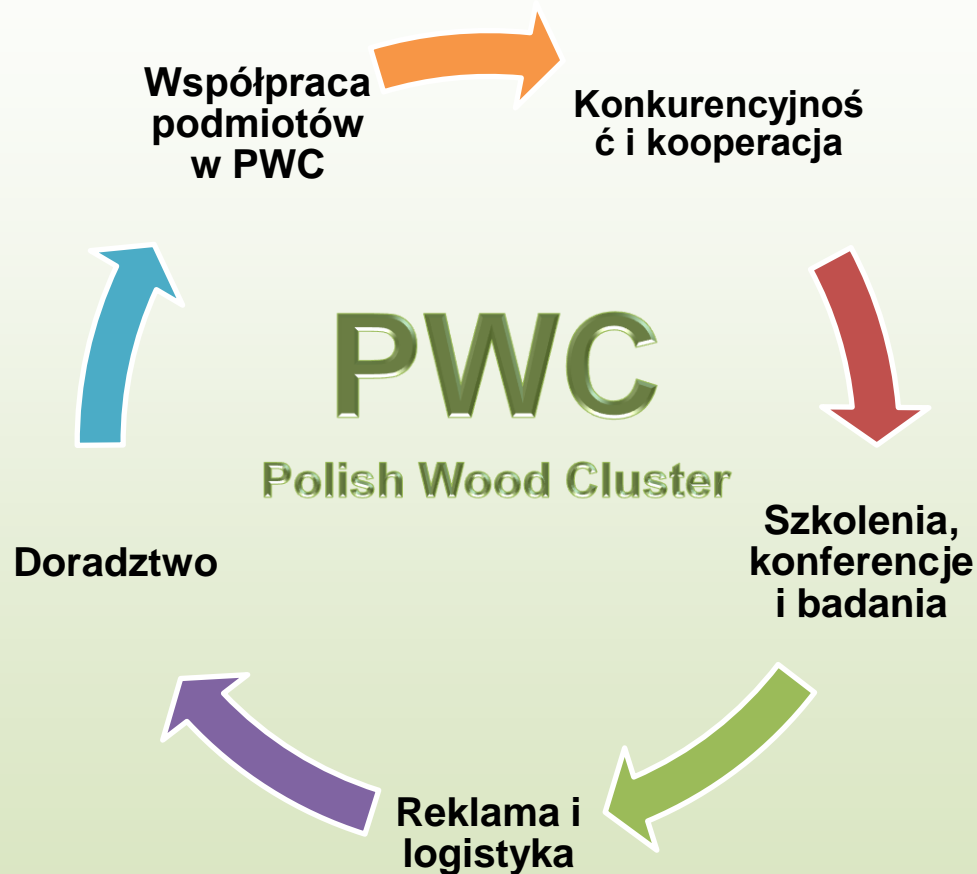 Współpraca
podmiotów
w PWC
Konkurencyjnoś
ć i kooperacja
PWC
Polish Wood Cluster
Szkolenia,
konferencje
i badania
Doradztwo
Reklama i
logistyka